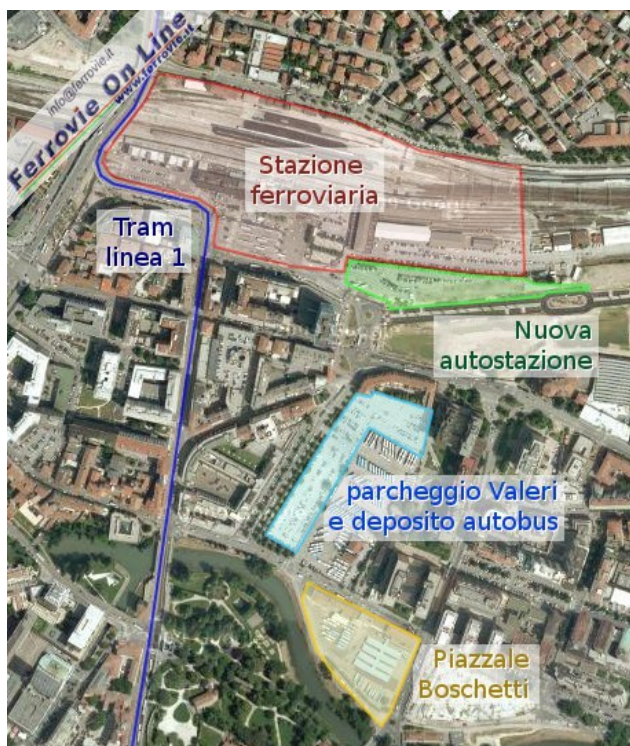 Ferrovie On Line
info@ferrovie.it
www.ferrovie.it
Stazione
ferroviaria
Tram
linea 1
Nuova
autostazione
parcheggio Valeri
e deposito autobus
Piazzale
Boschetti